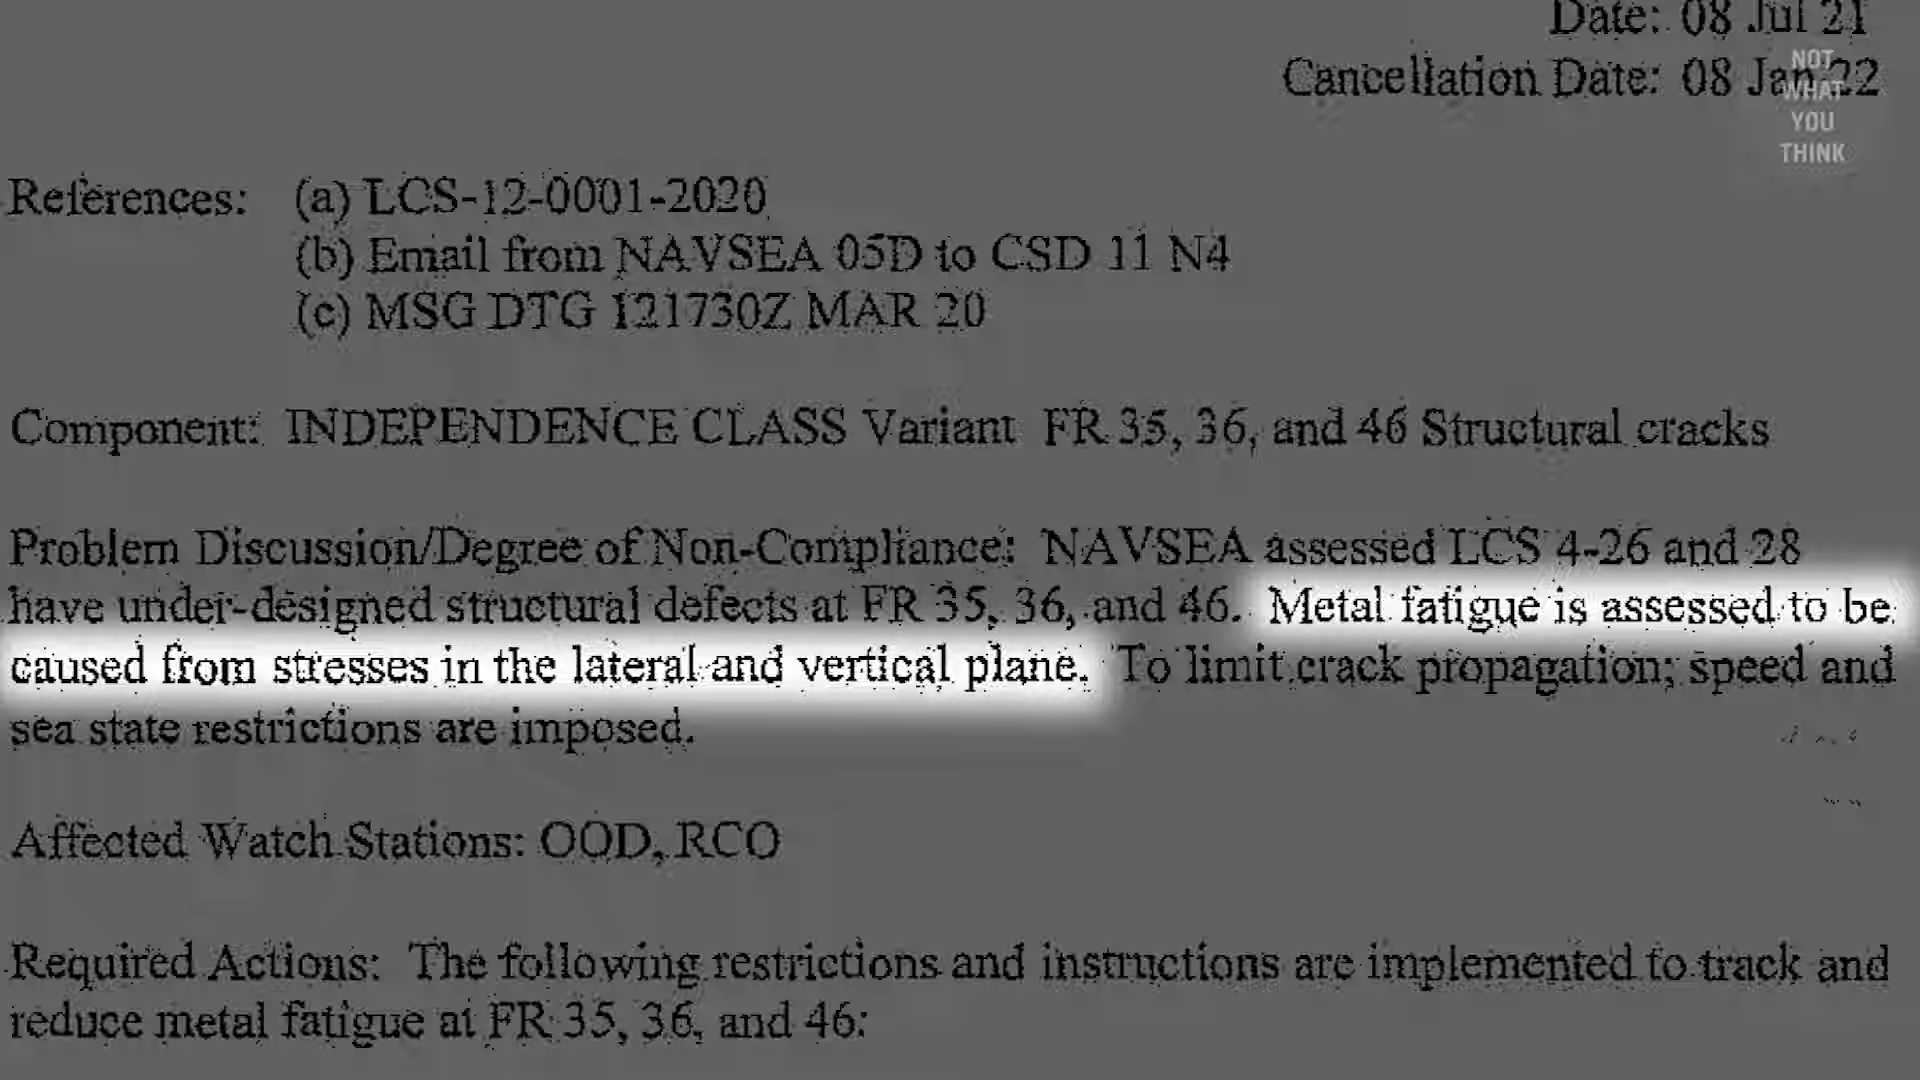 Date: 08 Jul 21
Cancellation Date: 08 Jan 22
NOT
WHAT
YOU
THINK
References: (a) LCS-12-0001-2020
(b) Email from NAVSEA 05D to CSD 11 N4
(c) MSG DTG 121730Z MAR 20
Component: INDEPENDENCE CLASS Variant FR 35, 36, and 46 Structural cracks
Problem Discussion/Degree of Non-Compliance: NAVSEA assessed LCS 4-26 and 28
have under-designed structural defects at FR 35, 36, and 46. Metal fatigue is assessed to be
caused from stresses in the lateral and vertical plane. To limit crack propagation; speed and
sea state restrictions are imposed.
Affected Watch Stations: OOD, RCO
Required Actions: The following restrictions and instructions are implemented to track and
reduce metal fatigue at FR 35, 36, and 46: